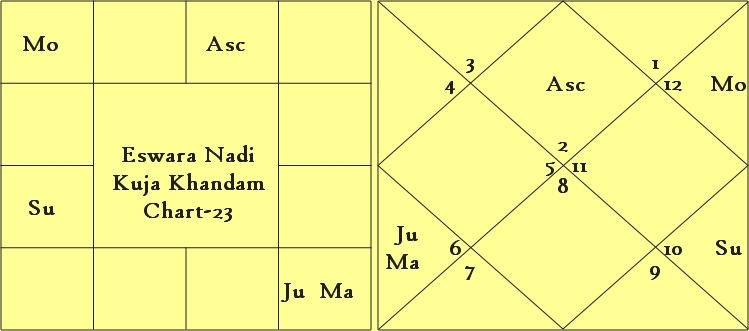 Mo
Asc
Eswara Nadi
Kuja Khandam
Chart-23
Su
Ju Ma
3
1
4
Asc
12
Mo
2
5
11
8
Ju
Ma
6
10
Su
7
9